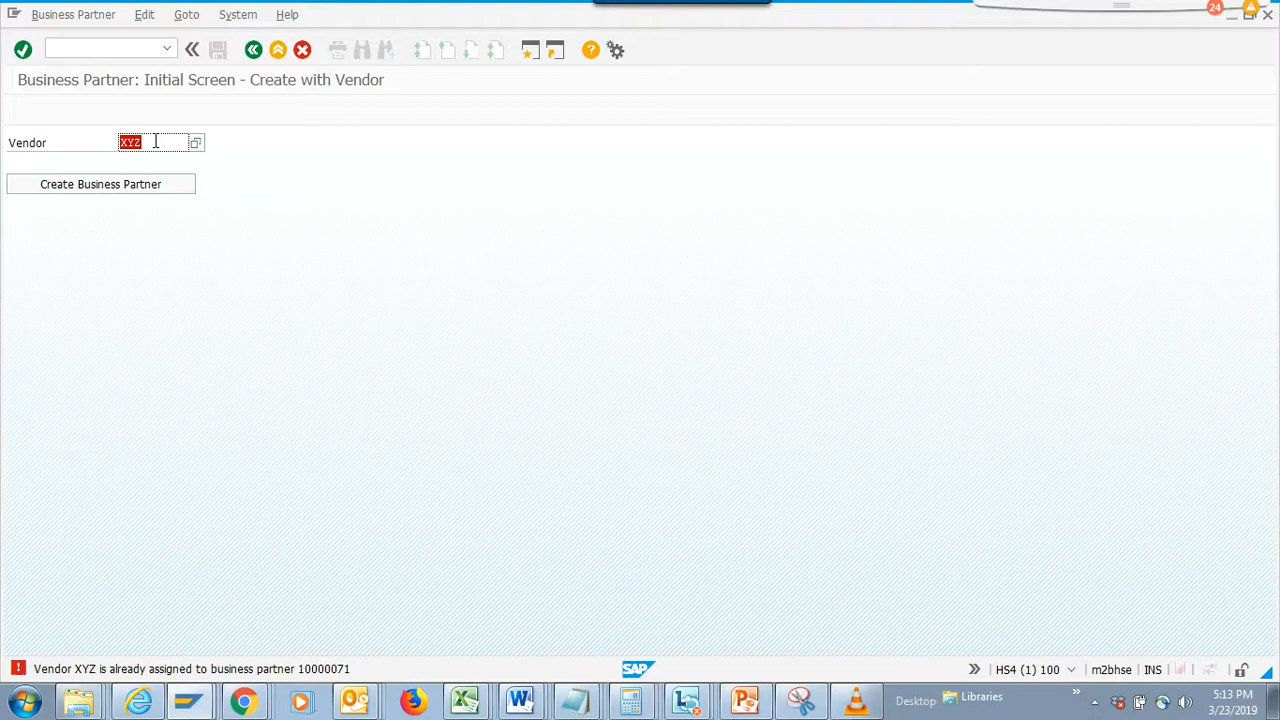 Business Partner Edit Goto System Help
24
Business Partner: Initial Screen - Create with Vendor
Vendor XYZ
Create Business Partner
Vendor XYZ is already assigned to business partner 10000071
SAP
HS4 (1) 100
m2bhse
INS
Desktop
Libraries
5:13 PM
3/23/2019